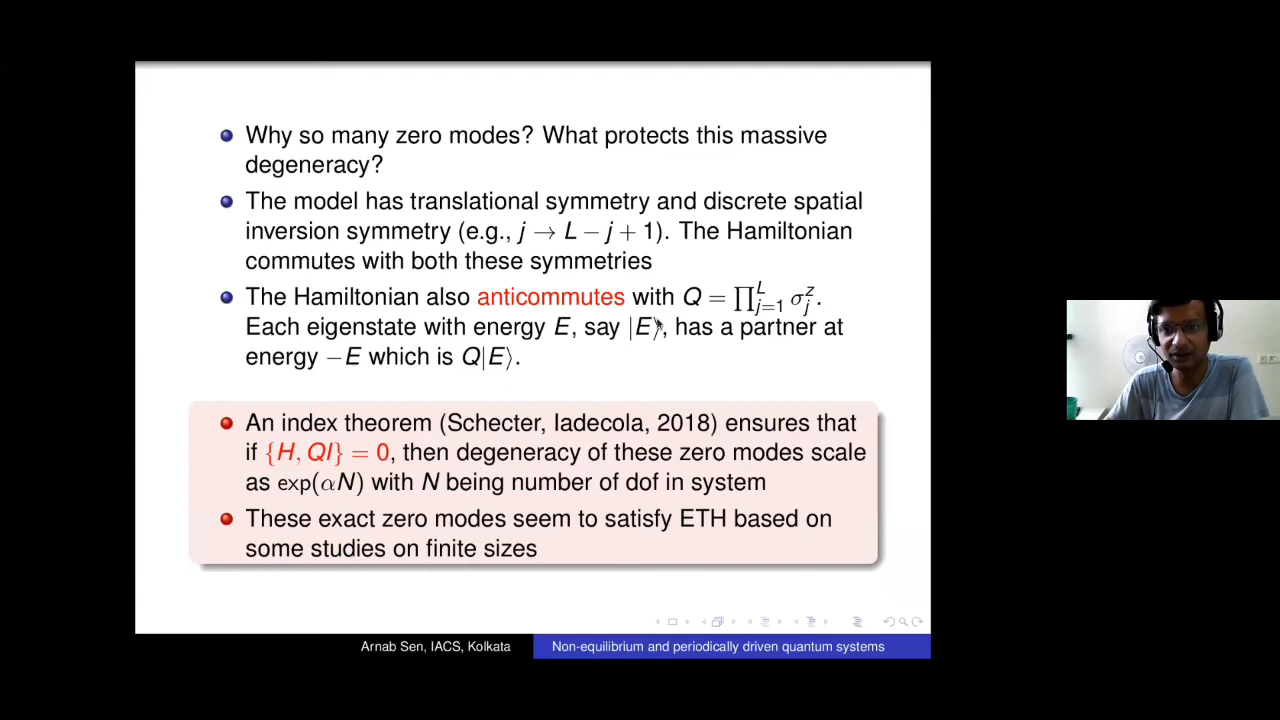 Why so many zero modes? What protects this massive
degeneracy?
The model has translational symmetry and discrete spatial
inversion symmetry (e.g., j → L − j + 1). The Hamiltonian
commutes with both these symmetries
The Hamiltonian also anticommutes with Q = ∏_{j=1}^{L} σ_j^z.
Each eigenstate with energy E, say |E⟩, has a partner at
energy −E which is Q|E⟩.
An index theorem (Schecter, Iadecola, 2018) ensures that
if {H, QI} = 0, then degeneracy of these zero modes scale
as exp(αN) with N being number of dof in system
These exact zero modes seem to satisfy ETH based on
some studies on finite sizes
Arnab Sen, IACS, Kolkata
Non-equilibrium and periodically driven quantum systems